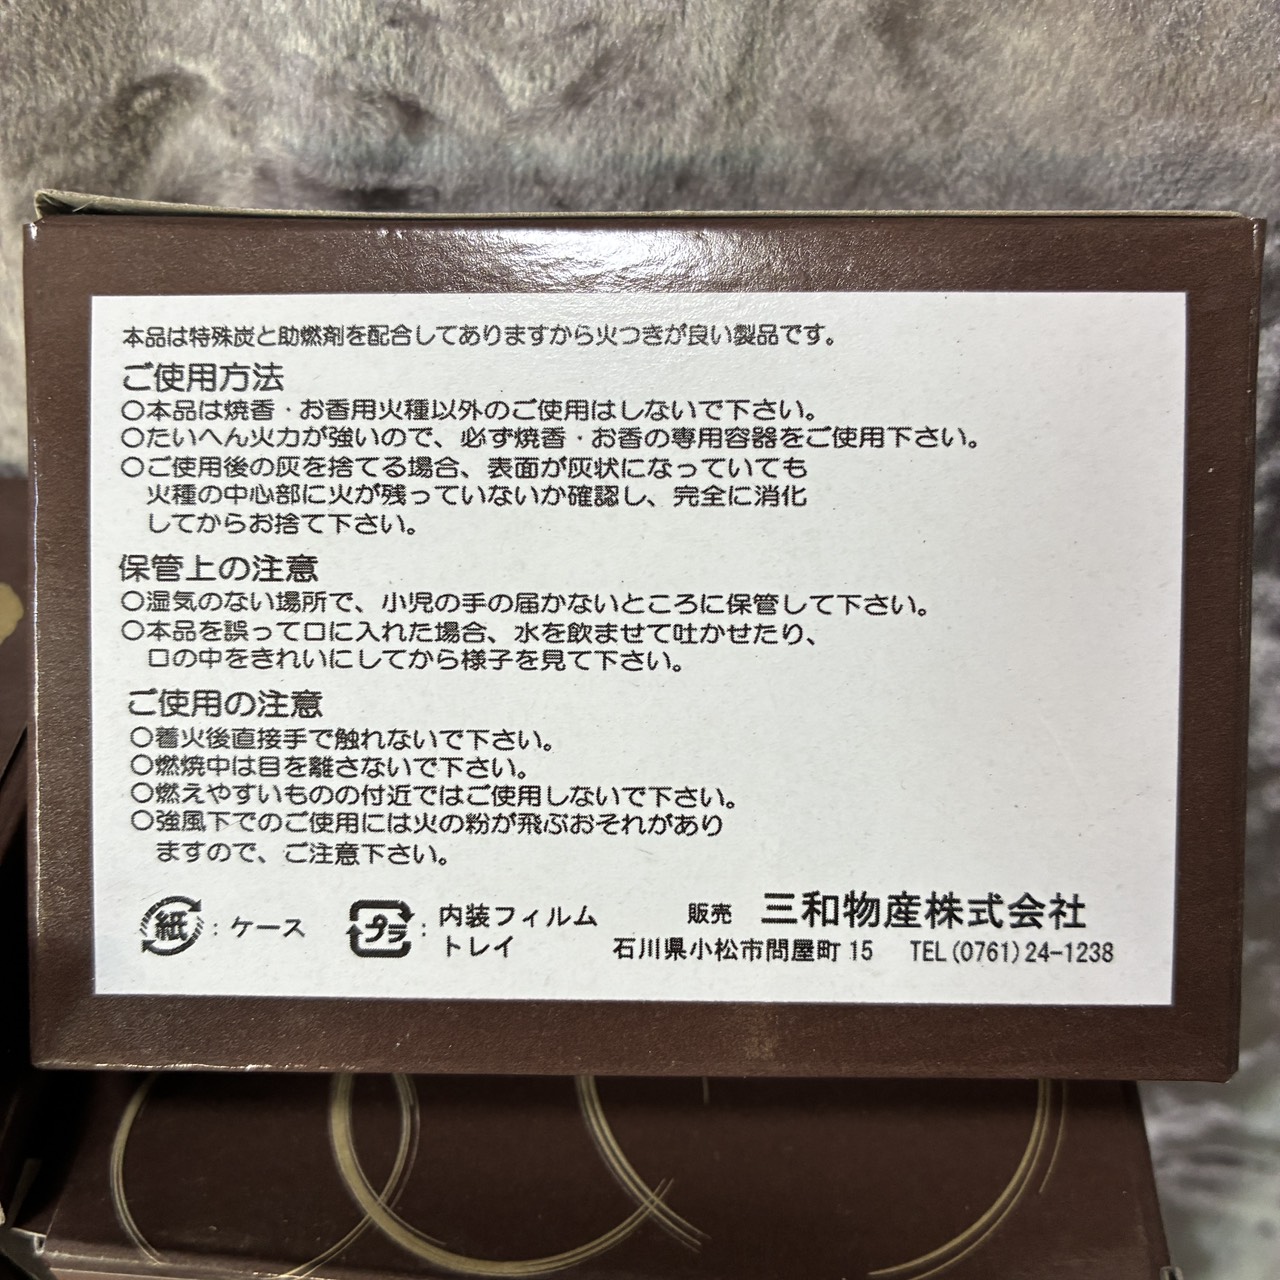 本品は特殊炭と助燃剤を配合してありますから火つきが良い製品です。
ご使用方法
○本品は焼香・お香用火種以外のご使用はしないで下さい。
○たいへん火力が強いので、必ず焼香・お香の専用容器をご使用下さい。
○ご使用後の灰を捨てる場合、表面が灰状になっていても
火種の中心部に火が残っていないか確認し、完全に消化
してからお捨て下さい。
保管上の注意
○湿気のない場所で、小児の手の届かないところに保管して下さい。
○本品を誤って口に入れた場合、水を飲ませて吐かせたり、
口の中をきれいにしてから様子を見て下さい。
ご使用の注意
○着火後直接手で触れないで下さい。
○燃焼中は目を離さないで下さい。
○燃えやすいものの付近ではご使用しないで下さい。
○強風下でのご使用には火の粉が飛ぶおそれがあり
ますので、ご注意下さい。
紙：ケース プラ：内装フィルム
トレイ
販売 三和物産株式会社
石川県小松市問屋町15 TEL(0761)24-1238